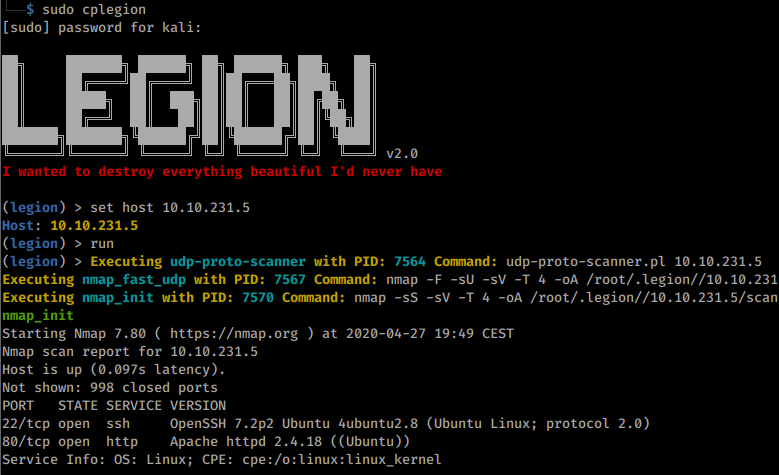 $ sudo cplegion
[sudo] password for kali:
LEGION
v2.0
I wanted to destroy everything beautiful I'd never have
(legion) > set host 10.10.231.5
Host: 10.10.231.5
(legion) > run
(legion) > Executing udp-proto-scanner with PID: 7564 Command: udp-proto-scanner.pl 10.10.231.5
Executing nmap_fast_udp with PID: 7567 Command: nmap -F -sU -sV -T 4 -oA /root/.legion//10.10.231
Executing nmap_init with PID: 7570 Command: nmap -sS -sV -T 4 -oA /root/.legion//10.10.231.5/scan
nmap_init
Starting Nmap 7.80 ( https://nmap.org ) at 2020-04-27 19:49 CEST
Nmap scan report for 10.10.231.5
Host is up (0.097s latency).
Not shown: 998 closed ports
PORT   STATE SERVICE VERSION
22/tcp open  ssh     OpenSSH 7.2p2 Ubuntu 4ubuntu2.8 (Ubuntu Linux; protocol 2.0)
80/tcp open  http    Apache httpd 2.4.18 ((Ubuntu))
Service Info: OS: Linux; CPE: cpe:/o:linux:linux_kernel